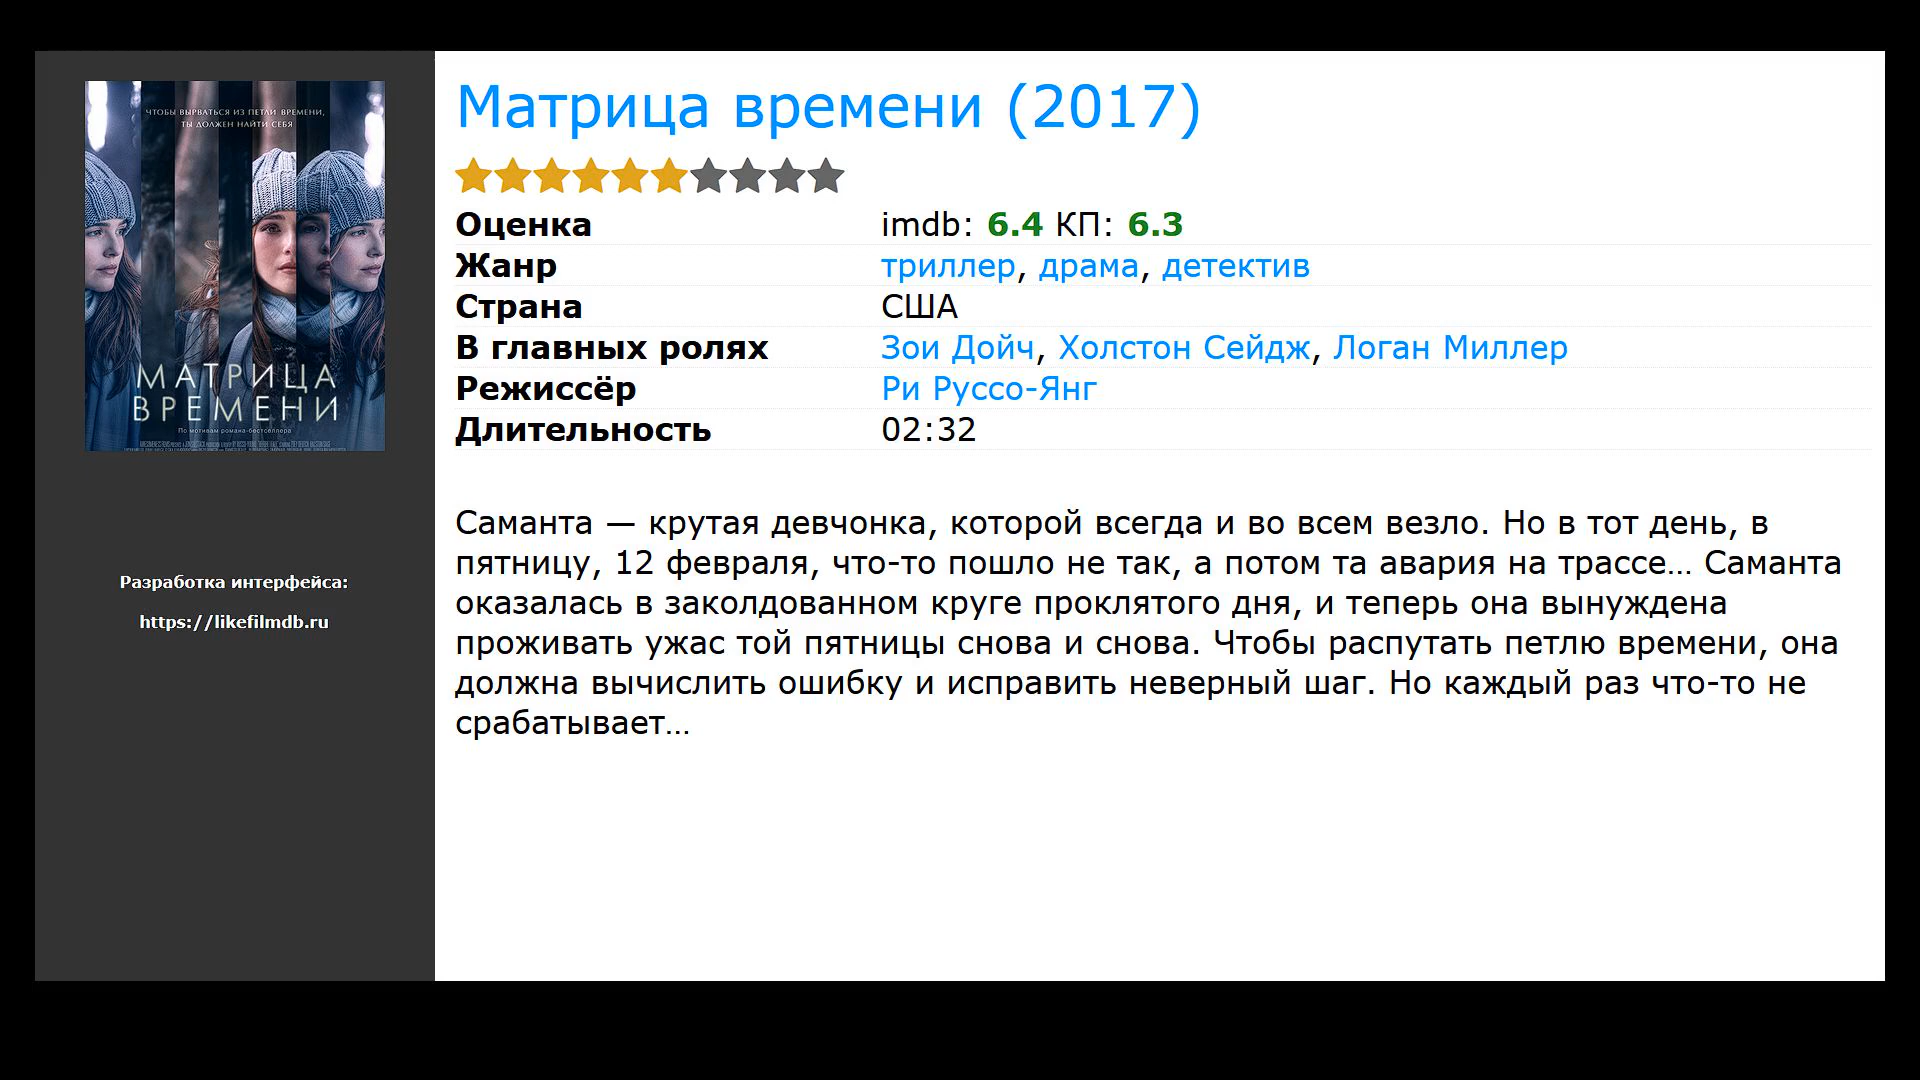 ЧТОБЫ ВЫРВАТЬСЯ ИЗ ПЕТЛИ ВРЕМЕНИ,
ТЫ ДОЛЖЕН НАЙТИ СЕБЯ
МАТРИЦА
ВРЕМЕНИ
По мотивам романа-бестселлера
Разработка интерфейса:
https://likefilmdb.ru
Матрица времени (2017)
Оценка imdb: 6.4 КП: 6.3
Жанр триллер, драма, детектив
Страна США
В главных ролях Зои Дойч, Холстон Сейдж, Логан Миллер
Режиссёр Ри Руссо-Янг
Длительность 02:32
Саманта — крутая девчонка, которой всегда и во всем везло. Но в тот день, в
пятницу, 12 февраля, что-то пошло не так, а потом та авария на трассе… Саманта
оказалась в заколдованном круге проклятого дня, и теперь она вынуждена
проживать ужас той пятницы снова и снова. Чтобы распутать петлю времени, она
должна вычислить ошибку и исправить неверный шаг. Но каждый раз что-то не
срабатывает…